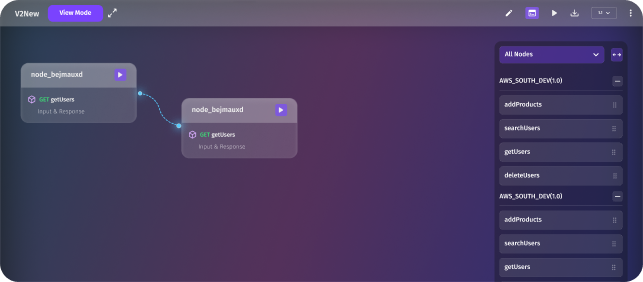 V2New
View Mode
node_bejmauxd
GET getUsers
Input & Response
node_bejmauxd
GET getUsers
Input & Response
All Nodes
AWS_SOUTH_DEV(1.0)
addProducts
searchUsers
getUsers
deleteUsers
AWS_SOUTH_DEV(1.0)
addProducts
searchUsers
getUsers